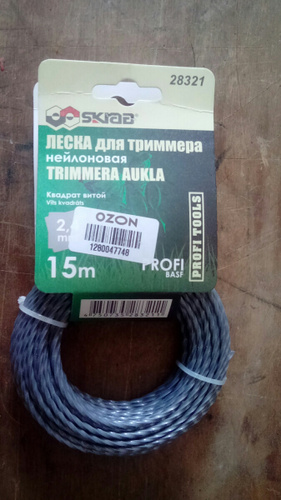 28321
SKRAB
ЛЕСКА для триммера
нейлоновая
TRIMMERA AUKLA
Квадрат витой
Vīts kvadrāts
2,
OZON
1260047748
15m
PROFI
BASF
PROFI TOOLS